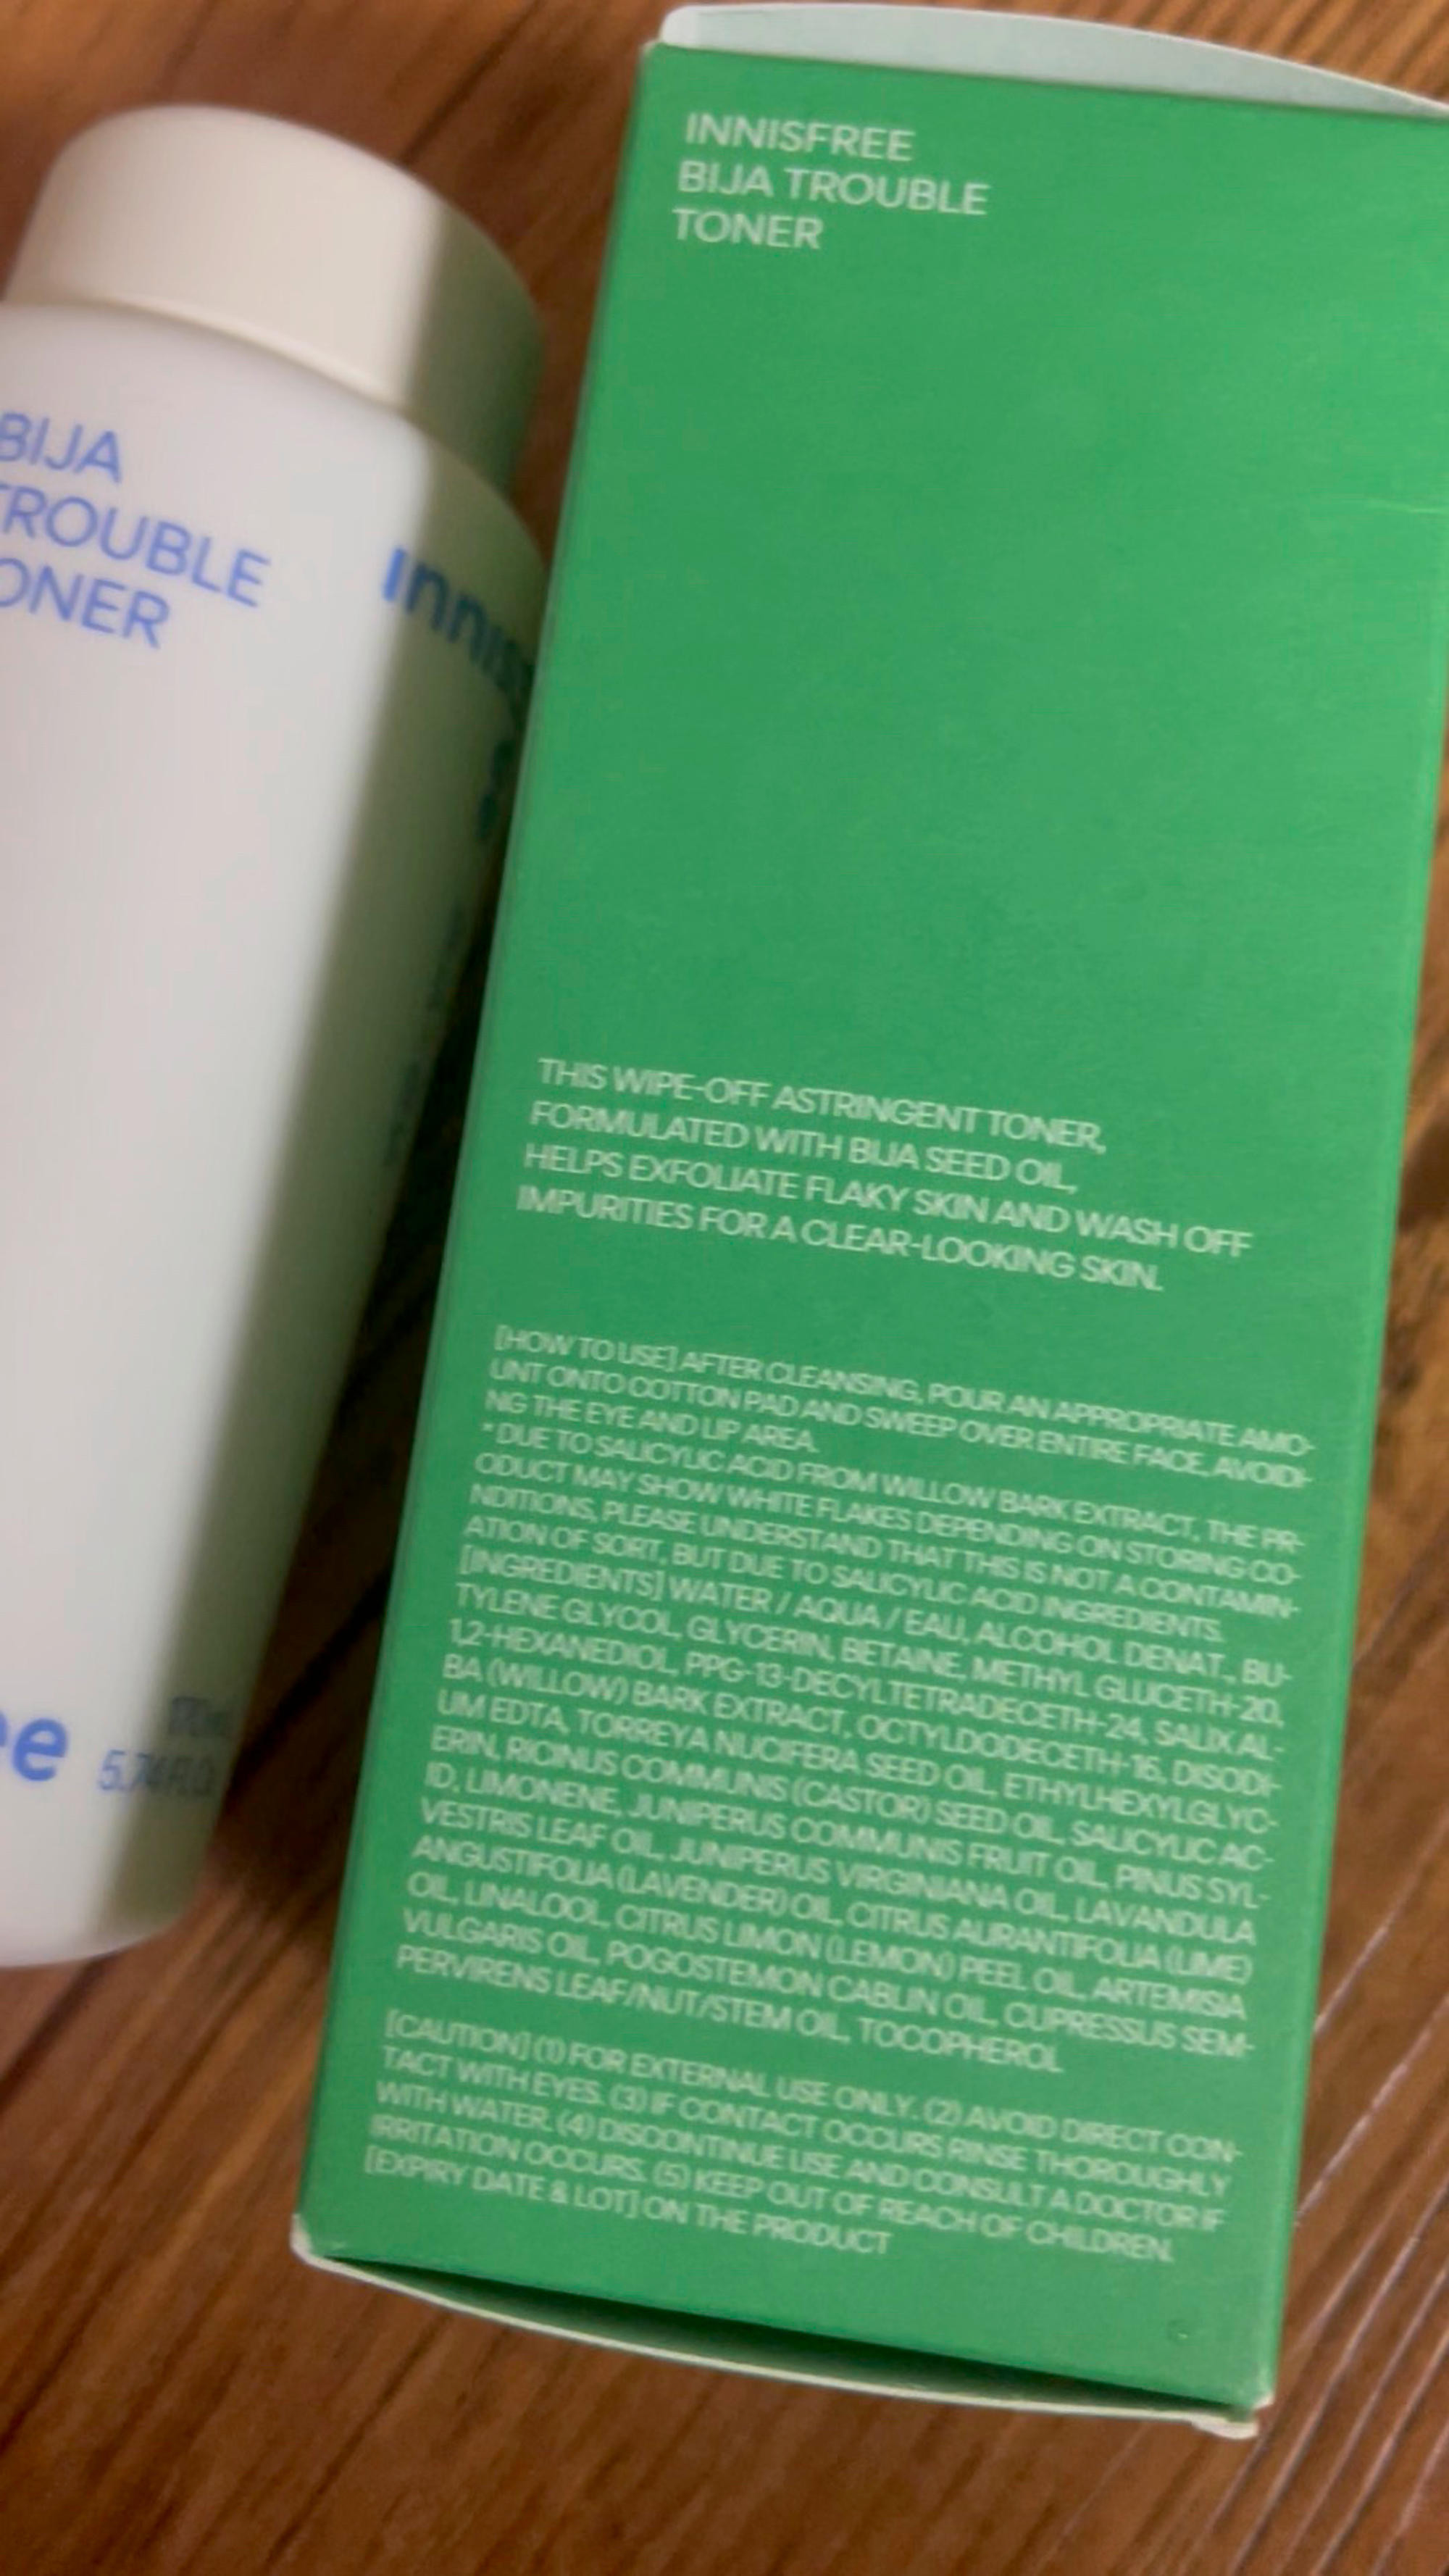 BIJA
TROUBLE
TONER
innis
ee
170m
5.74 FL.O
INNISFREE
BIJA TROUBLE
TONER
THIS WIPE-OFF ASTRINGENT TONER,
FORMULATED WITH BIJA SEED OIL,
HELPS EXFOLIATE FLAKY SKIN AND WASH OFF
IMPURITIES FOR A CLEAR-LOOKING SKIN.
[HOW TO USE] AFTER CLEANSING, POUR AN APPROPRIATE AMO-
UNT ONTO COTTON PAD AND SWEEP OVER ENTIRE FACE, AVOIDI-
NG THE EYE AND LIP AREA.
* DUE TO SALICYLIC ACID FROM WILLOW BARK EXTRACT, THE PR-
ODUCT MAY SHOW WHITE FLAKES DEPENDING ON STORING CO-
NDITIONS, PLEASE UNDERSTAND THAT THIS IS NOT A CONTAMIN-
ATION OF SORT, BUT DUE TO SALICYLIC ACID INGREDIENTS.
[INGREDIENTS] WATER / AQUA / EAU, ALCOHOL DENAT., BU-
TYLENE GLYCOL, GLYCERIN, BETAINE, METHYL GLUCETH-20,
1,2-HEXANEDIOL, PPG-13-DECYLTETRADECETH-24, SALIX AL-
BA (WILLOW) BARK EXTRACT, OCTYLDODECETH-16, DISODI-
UM EDTA, TORREYA NUCIFERA SEED OIL, ETHYLHEXYLGLYC-
ERIN, RICINUS COMMUNIS (CASTOR) SEED OIL, SALICYLIC AC-
ID, LIMONENE, JUNIPERUS COMMUNIS FRUIT OIL, PINUS SYL-
VESTRIS LEAF OIL, JUNIPERUS VIRGINIANA OIL, LAVANDULA
ANGUSTIFOLIA (LAVENDER) OIL, CITRUS AURANTIFOLIA (LIME)
OIL, LINALOOL, CITRUS LIMON (LEMON) PEEL OIL, ARTEMISIA
VULGARIS OIL, POGOSTEMON CABLIN OIL, CUPRESSUS SEM-
PERVIRENS LEAF/NUT/STEM OIL, TOCOPHEROL
[CAUTION] (1) FOR EXTERNAL USE ONLY. (2) AVOID DIRECT CON-
TACT WITH EYES. (3) IF CONTACT OCCURS RINSE THOROUGHLY
WITH WATER. (4) DISCONTINUE USE AND CONSULT A DOCTOR IF
IRRITATION OCCURS. (5) KEEP OUT OF REACH OF CHILDREN.
[EXPIRY DATE & LOT] ON THE PRODUCT